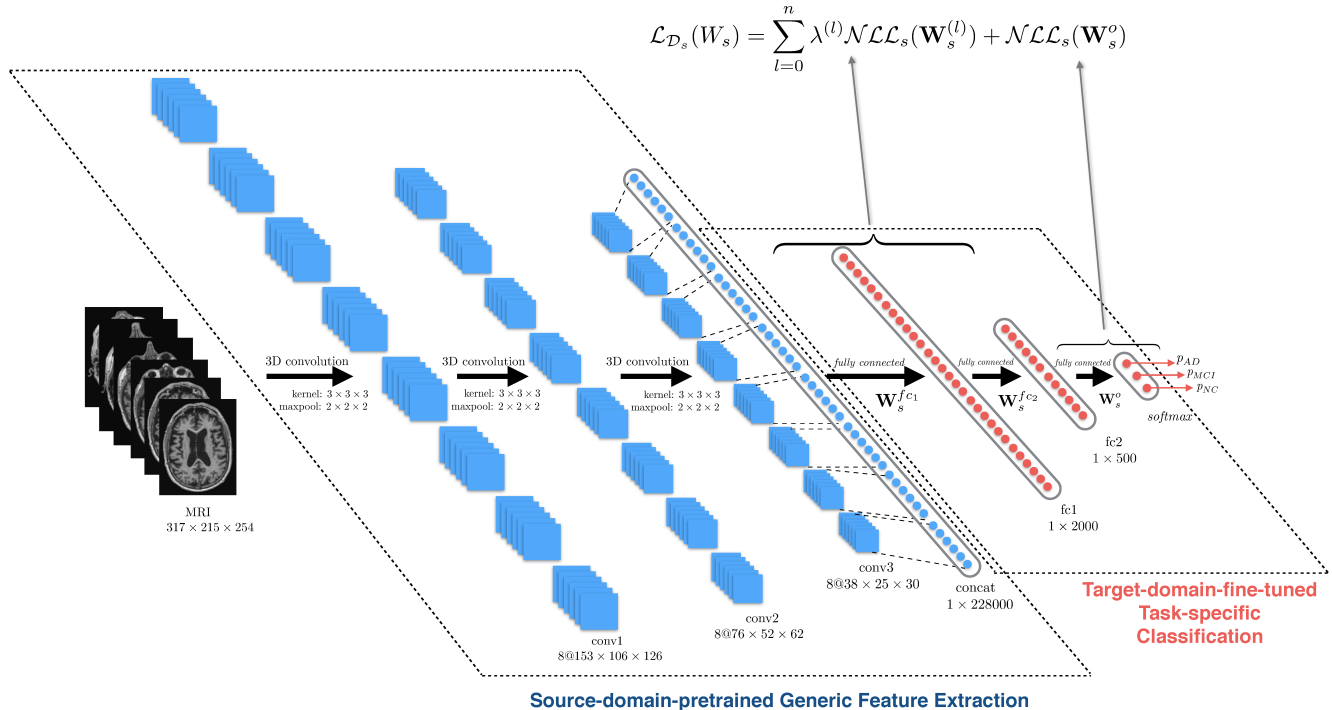 $\mathcal{L}_{\mathcal{D}_s}(W_s) = \sum_{l=0}^{n} \lambda^{(l)} \mathcal{NLL}_s(\mathbf{W}_s^{(l)}) + \mathcal{NLL}_s(\mathbf{W}_s^o)$
MRI
317 × 215 × 254
3D convolution
kernel: 3 × 3 × 3
maxpool: 2 × 2 × 2
conv1
8@153 × 106 × 126
3D convolution
kernel: 3 × 3 × 3
maxpool: 2 × 2 × 2
conv2
8@76 × 52 × 62
3D convolution
kernel: 3 × 3 × 3
maxpool: 2 × 2 × 2
conv3
8@38 × 25 × 30
concat
1 × 228000
fully connected
$\mathbf{W}_s^{fc_1}$
fc1
1 × 2000
fully connected
$\mathbf{W}_s^{fc_2}$
fc2
1 × 500
fully connected
$\mathbf{W}_s^o$
$p_{AD}$
$p_{MCI}$
$p_{NC}$
softmax
Target-domain-fine-tuned
Task-specific
Classification
Source-domain-pretrained Generic Feature Extraction